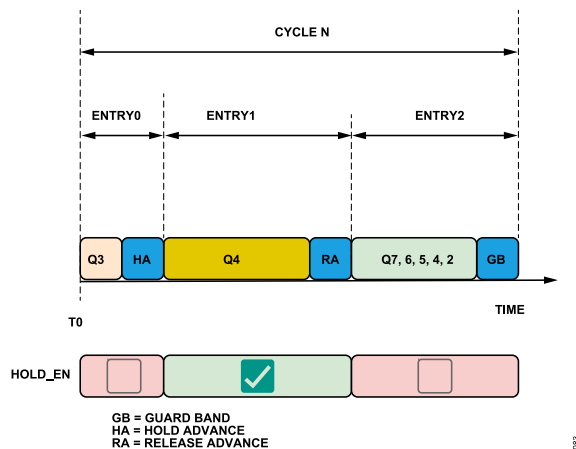 CYCLE N
ENTRY0 ENTRY1 ENTRY2
Q3 HA Q4 RA Q7, 6, 5, 4, 2 GB
TIME
T0
HOLD_EN
GB = GUARD BAND
HA = HOLD ADVANCE
RA = RELEASE ADVANCE